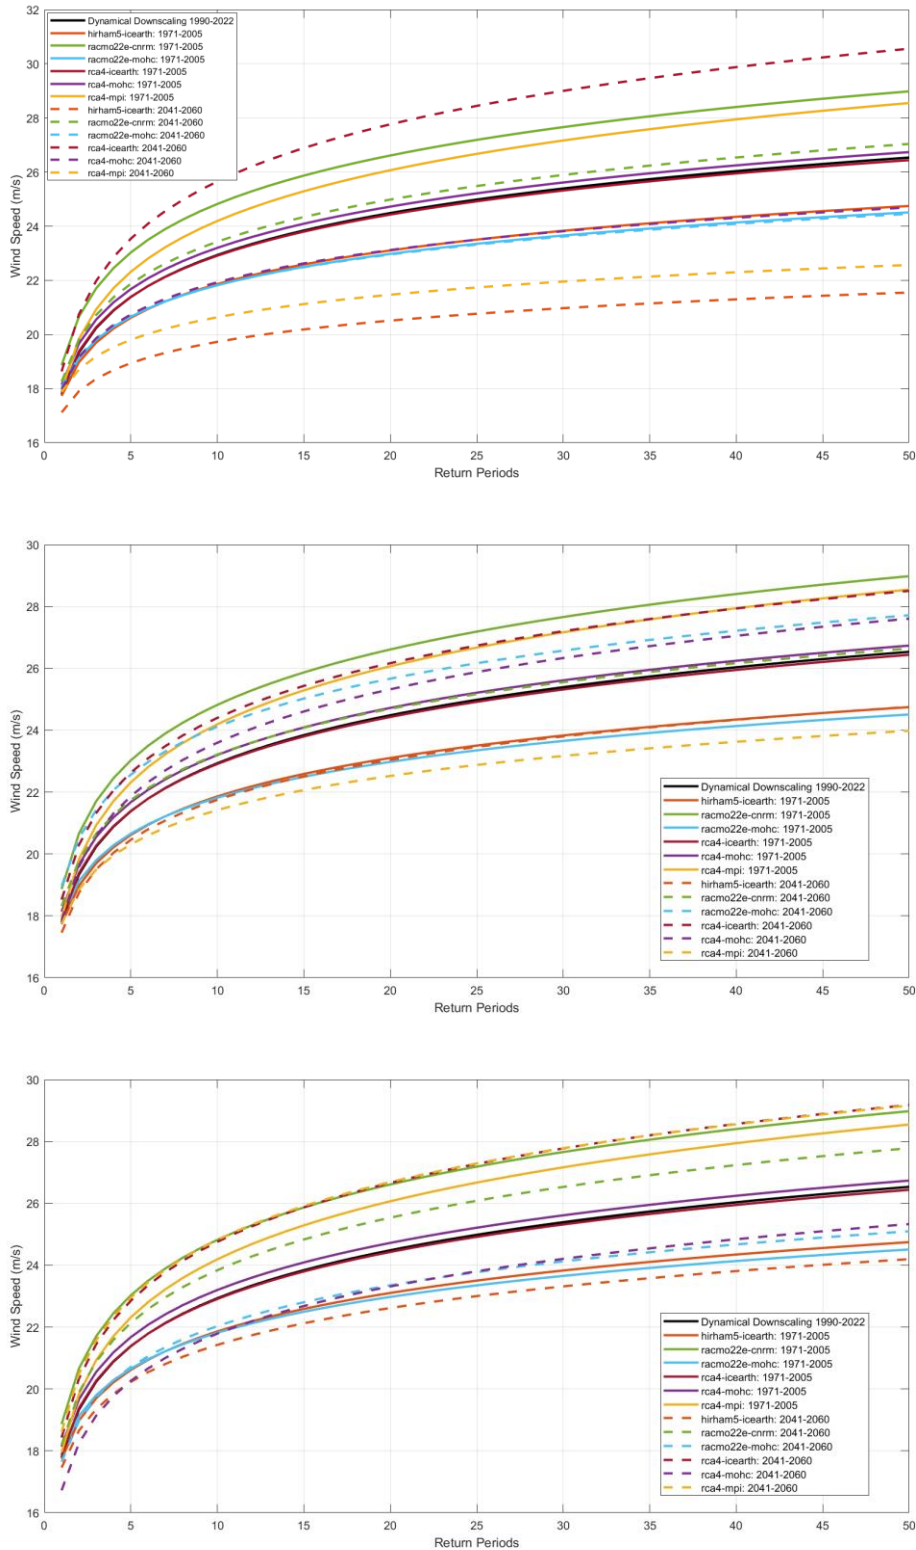 32
30
28
26
24
22
20
18
16
Wind Speed (m/s)
Dynamical Downscaling 1990-2022
hirham5-icearth: 1971-2005
racmo22e-cnrm: 1971-2005
racmo22e-mohc: 1971-2005
rca4-icearth: 1971-2005
rca4-mohc: 1971-2005
rca4-mpi: 1971-2005
hirham5-icearth: 2041-2060
racmo22e-cnrm: 2041-2060
racmo22e-mohc: 2041-2060
rca4-icearth: 2041-2060
rca4-mohc: 2041-2060
rca4-mpi: 2041-2060
0 5 10 15 20 25 30 35 40 45 50
Return Periods
30
28
26
24
22
20
18
16
Wind Speed (m/s)
Dynamical Downscaling 1990-2022
hirham5-icearth: 1971-2005
racmo22e-cnrm: 1971-2005
racmo22e-mohc: 1971-2005
rca4-icearth: 1971-2005
rca4-mohc: 1971-2005
rca4-mpi: 1971-2005
hirham5-icearth: 2041-2060
racmo22e-cnrm: 2041-2060
racmo22e-mohc: 2041-2060
rca4-icearth: 2041-2060
rca4-mohc: 2041-2060
rca4-mpi: 2041-2060
0 5 10 15 20 25 30 35 40 45 50
Return Periods
30
28
26
24
22
20
18
16
Wind Speed (m/s)
Dynamical Downscaling 1990-2022
hirham5-icearth: 1971-2005
racmo22e-cnrm: 1971-2005
racmo22e-mohc: 1971-2005
rca4-icearth: 1971-2005
rca4-mohc: 1971-2005
rca4-mpi: 1971-2005
hirham5-icearth: 2041-2060
racmo22e-cnrm: 2041-2060
racmo22e-mohc: 2041-2060
rca4-icearth: 2041-2060
rca4-mohc: 2041-2060
rca4-mpi: 2041-2060
0 5 10 15 20 25 30 35 40 45 50
Return Periods